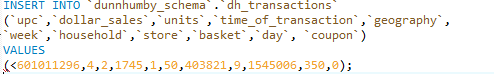 INSERT INTO `dunnhumby_schema`.`dh_transactions`
(`upc`,`dollar_sales`,`units`,`time_of_transaction`,`geography`,
`week`,`household`,`store`,`basket`,`day`, `coupon`)
VALUES
(<601011296,4,2,1745,1,50,403821,9,1545006,350,0);